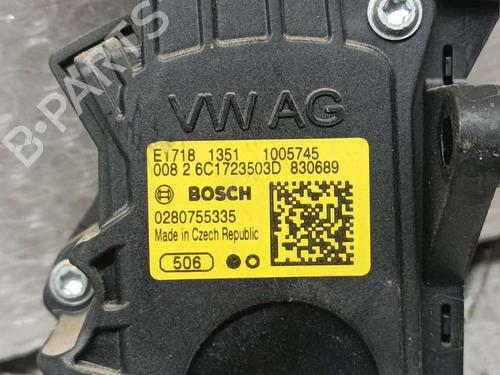 B-PARTS
VW AG
E1718 1351 1005745
008 2 6C1723503D 830689
BOSCH
0280755335
Made in Czech Republic
506